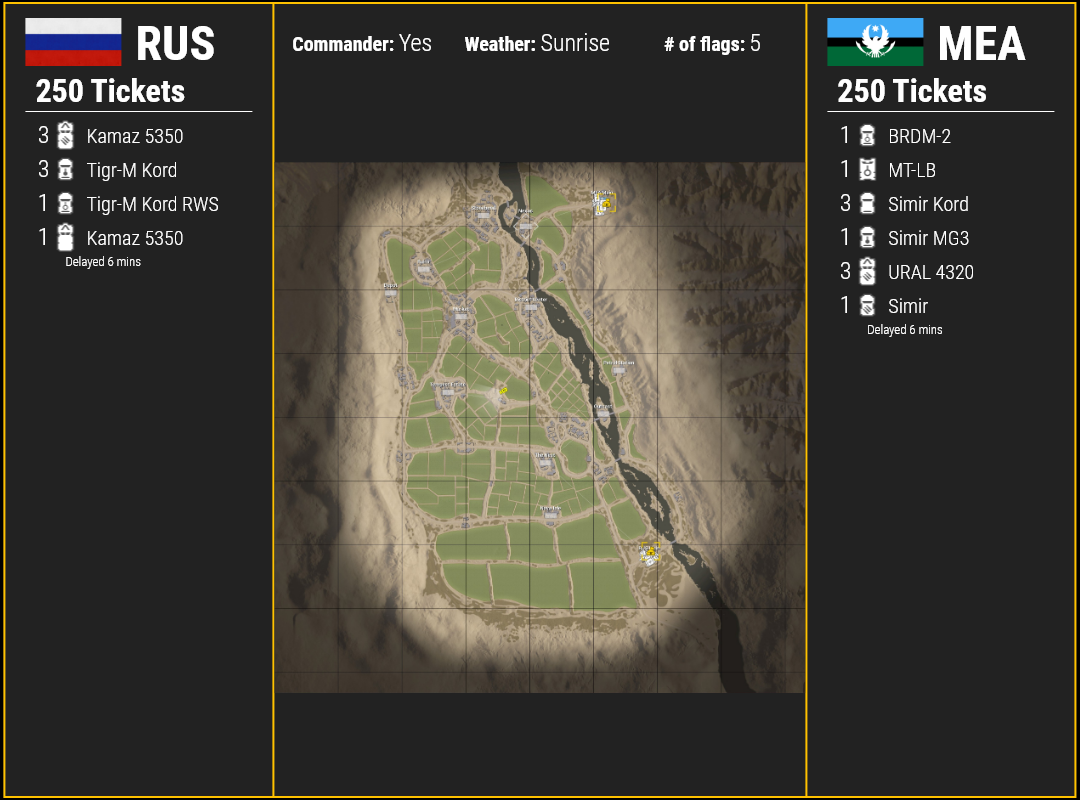 RUS
250 Tickets
3 Kamaz 5350
3 Tigr-M Kord
1 Tigr-M Kord RWS
1 Kamaz 5350
Delayed 6 mins
Commander: Yes Weather: Sunrise # of flags: 5
MEA
250 Tickets
1 BRDM-2
1 MT-LB
3 Simir Kord
1 Simir MG3
3 URAL 4320
1 Simir
Delayed 6 mins